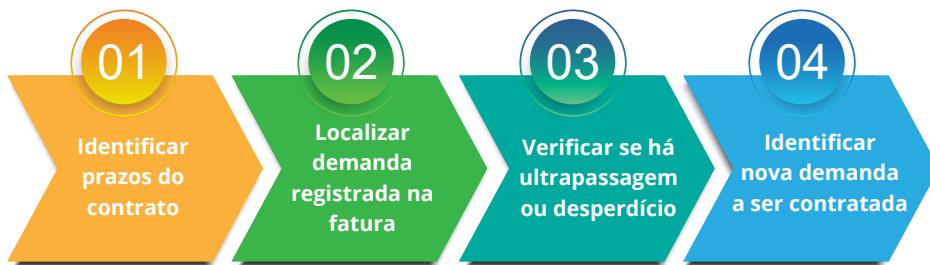 01
Identificar
prazos do
contrato
02
Localizar
demanda
registrada na
fatura
03
Verificar se há
ultrapassagem
ou desperdício
04
Identificar
nova demanda
a ser contratada